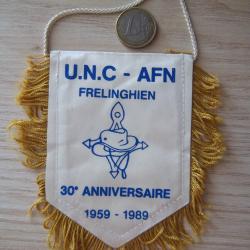 U.N.C - AFN
FRELINGHIEN
30e ANNIVERSAIRE
1959 - 1989